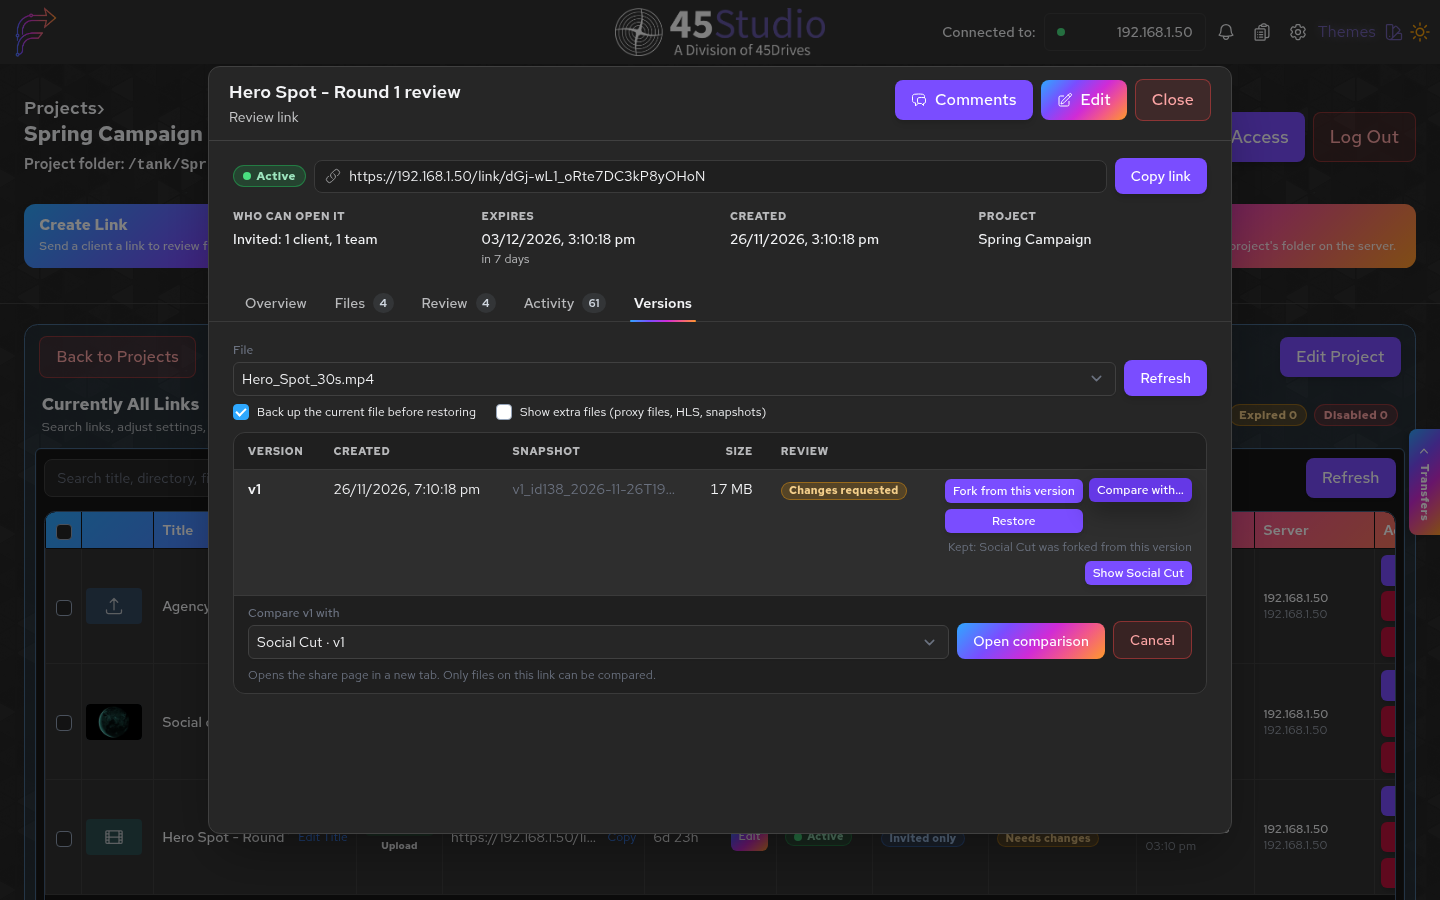 45Studio
A Division of 45Drives
Connected to:
192.168.1.50
Themes
Projects›
Spring Campaign
Project folder: /tank/Spr
Access
Log Out
Create Link
Send a client a link to review f
project's folder on the server.
Hero Spot - Round 1 review
Review link
Comments
Edit
Close
Active
https://192.168.1.50/link/dGj-wL1_oRte7DC3kP8yOHoN
Copy link
WHO CAN OPEN IT
Invited: 1 client, 1 team
EXPIRES
03/12/2026, 3:10:18 pm
in 7 days
CREATED
26/11/2026, 3:10:18 pm
PROJECT
Spring Campaign
Overview
Files 4
Review 4
Activity 61
Versions
File
Hero_Spot_30s.mp4
Refresh
Back up the current file before restoring
Show extra files (proxy files, HLS, snapshots)
VERSION CREATED SNAPSHOT SIZE REVIEW
v1 26/11/2026, 7:10:18 pm v1_id138_2026-11-26T19... 17 MB Changes requested
Fork from this version
Compare with...
Restore
Kept: Social Cut was forked from this version
Show Social Cut
Compare v1 with
Social Cut · v1
Open comparison
Cancel
Opens the share page in a new tab. Only files on this link can be compared.
Back to Projects
Edit Project
Currently All Links
Search links, adjust settings,
Expired 0
Disabled 0
Search title, directory, fi
Refresh
Transfers
Title
Server
Agency
192.168.1.50
192.168.1.50
Social
192.168.1.50
192.168.1.50
Hero Spot - Round
Edit Title
Upload
https://192.168.1.50/li...
Copy
6d 23h
Edit
Active
Invited only
Needs changes
03:10 pm
192.168.1.50
192.168.1.50